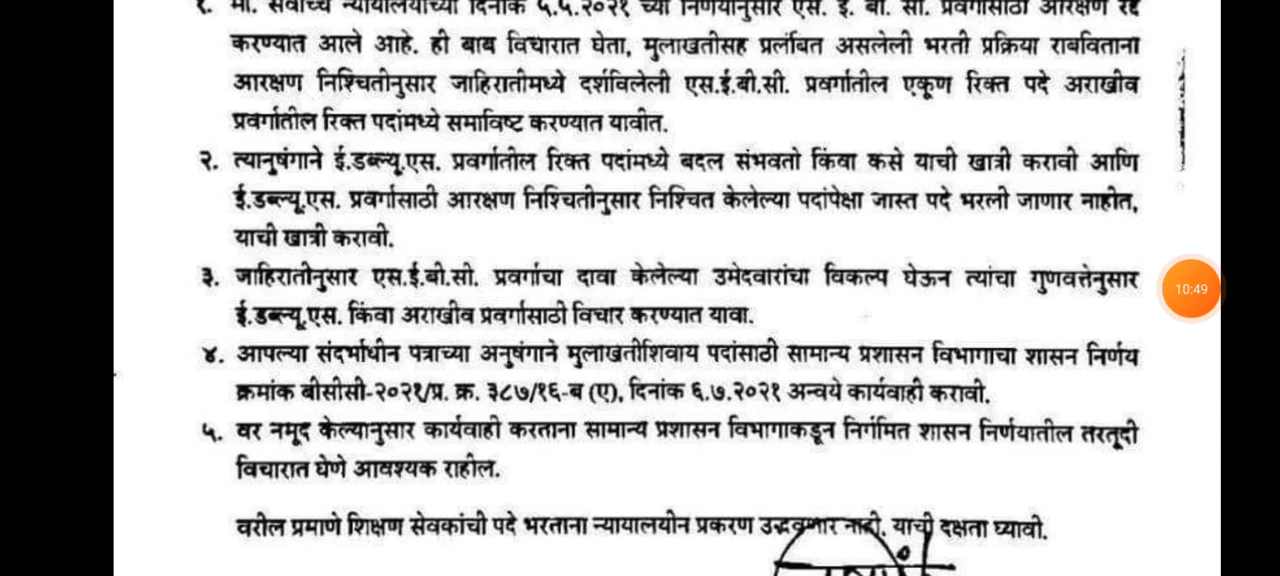 १. मा. सर्वोच्च न्यायालयाच्या दिनांक ५.५.२०२१ च्या निर्णयानुसार एस. ई. बी. सी. प्रवर्गासाठी आरक्षण रद्द
करण्यात आले आहे. ही बाब विचारात घेता, मुलाखतीसह प्रलंबित असलेली भरती प्रक्रिया राबविताना
आरक्षण निश्चितीनुसार जाहिरातीमध्ये दर्शविलेली एस.ई.बी.सी. प्रवर्गातील एकूण रिक्त पदे अराखीव
प्रवर्गातील रिक्त पदांमध्ये समाविष्ट करण्यात यावीत.
२. त्यानुषंगाने ई.डब्ल्यू.एस. प्रवर्गातील रिक्त पदांमध्ये बदल संभवतो किंवा कसे याची खात्री करावी आणि
ई.डब्ल्यू.एस. प्रवर्गासाठी आरक्षण निश्चितीनुसार निश्चित केलेल्या पदांपेक्षा जास्त पदे भरली जाणार नाहीत,
याची खात्री करावी.
३. जाहिरातीनुसार एस.ई.बी.सी. प्रवर्गाचा दावा केलेल्या उमेदवारांचा विकल्प घेऊन त्यांचा गुणवत्तेनुसार
ई.डब्ल्यू.एस. किंवा अराखीव प्रवर्गासाठी विचार करण्यात यावा.
10:49
४. आपल्या संदर्भाधीन पत्राच्या अनुषंगाने मुलाखतीशिवाय पदांसाठी सामान्य प्रशासन विभागाचा शासन निर्णय
क्रमांक बीसीसी-२०२१/प्र. क्र. ३८७/१६-ब (ए), दिनांक ६.७.२०२१ अन्वये कार्यवाही करावी.
५. वर नमूद केल्यानुसार कार्यवाही करताना सामान्य प्रशासन विभागाकडून निर्गमित शासन निर्णयातील तरतूदी
विचारात घेणे आवश्यक राहील.
वरील प्रमाणे शिक्षण सेवकांची पदे भरताना न्यायालयीन प्रकरण उद्भवणार नाही. याची दक्षता घ्यावी.